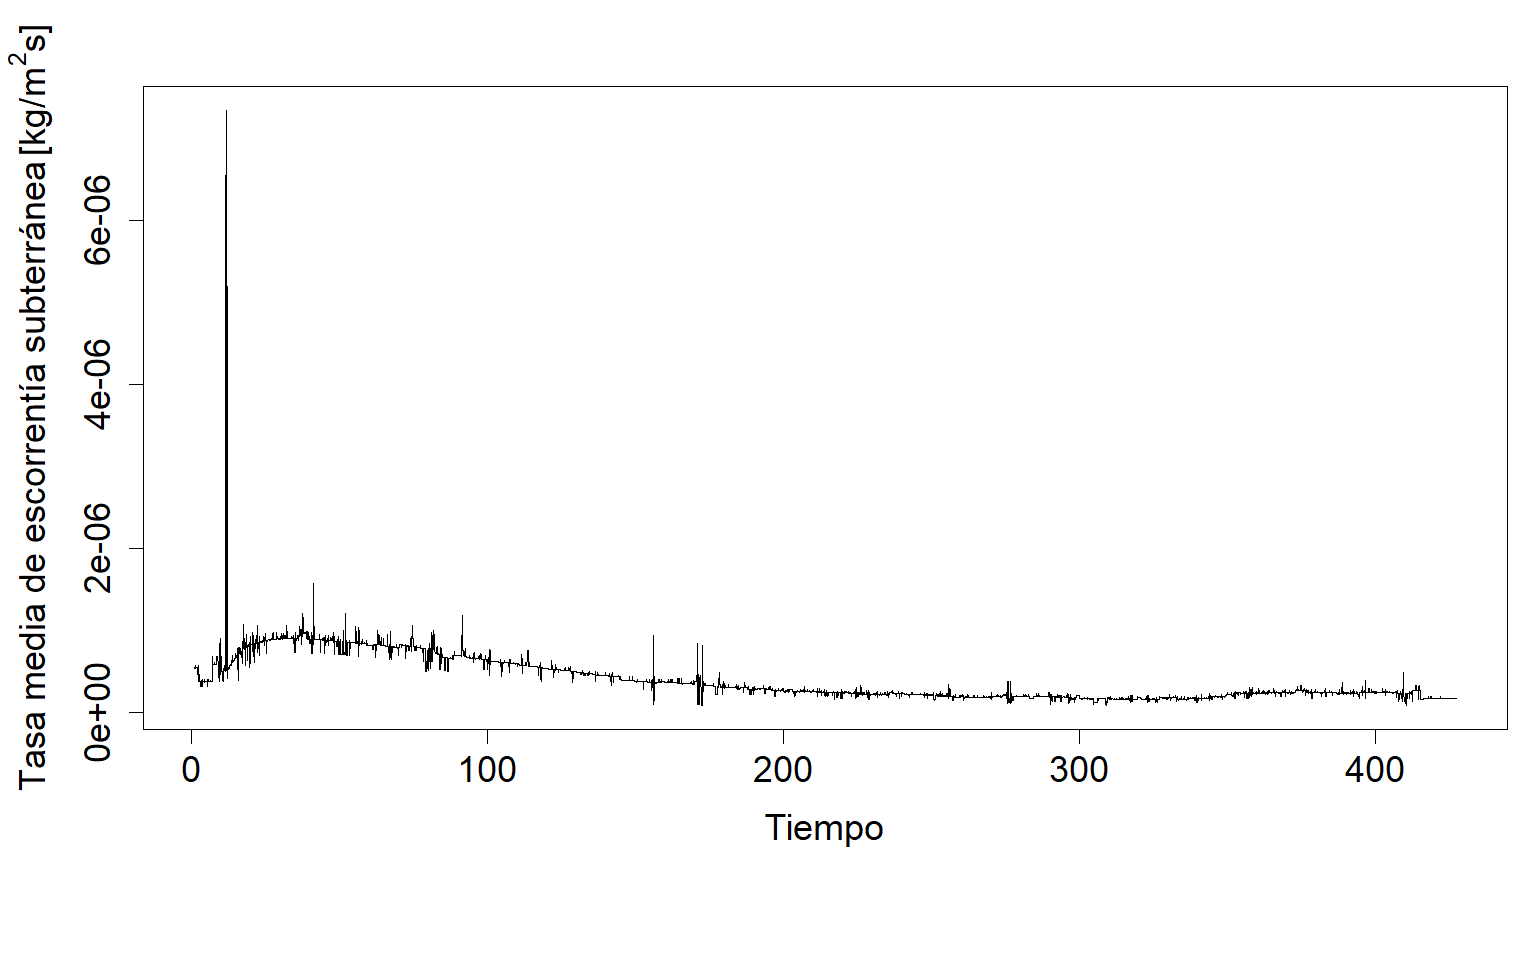 Tasa media de escorrentía subterránea[kg/m²s]
6e-06
4e-06
2e-06
0e+00
0 100 200 300 400
Tiempo